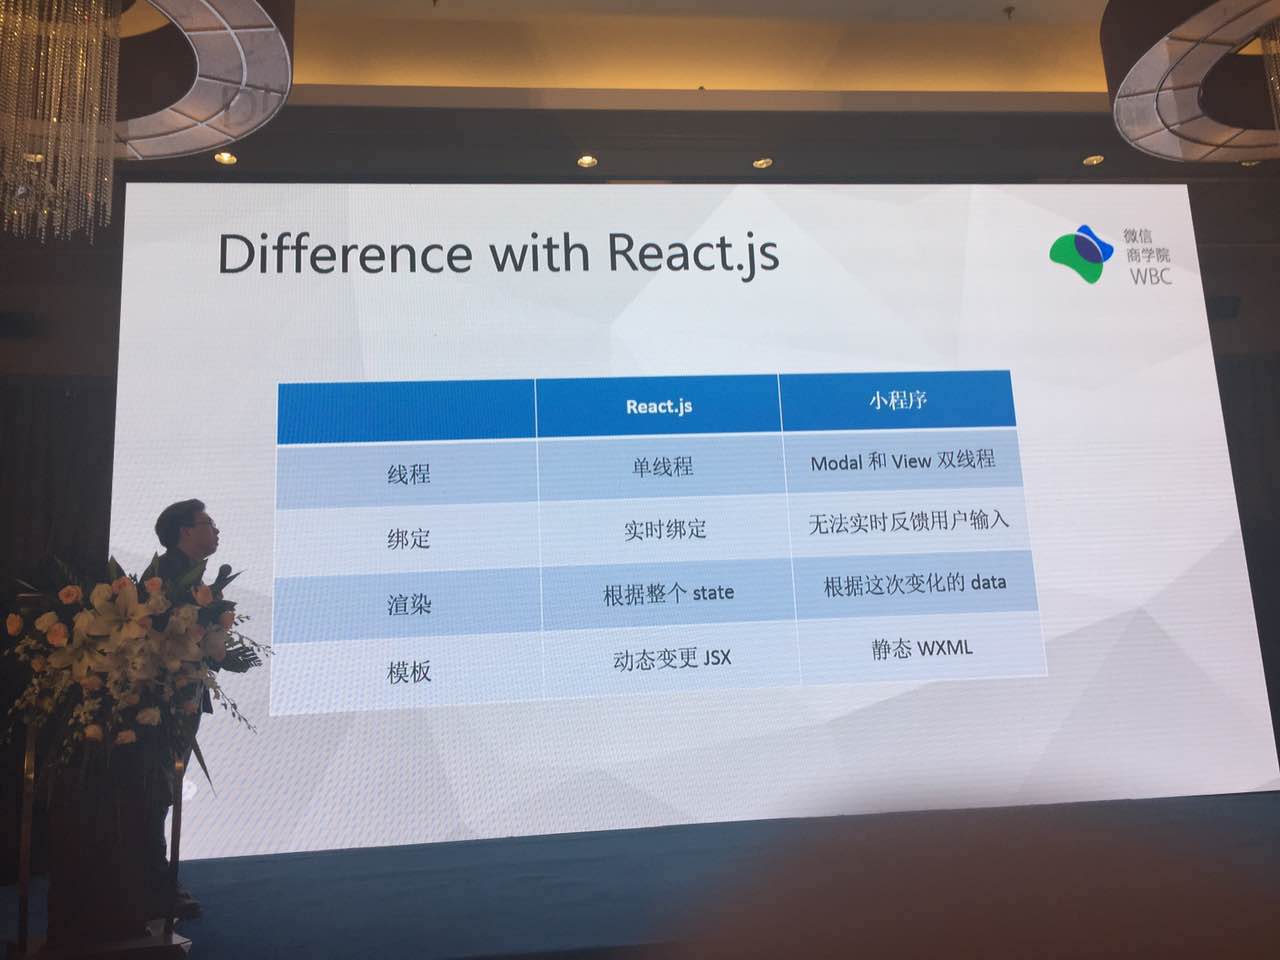 Difference with React.js
微信
商学院
WBC
React.js 小程序
线程 单线程 Modal 和 View 双线程
绑定 实时绑定 无法实时反馈用户输入
渲染 根据整个 state 根据这次变化的 data
模板 动态变更 JSX 静态 WXML